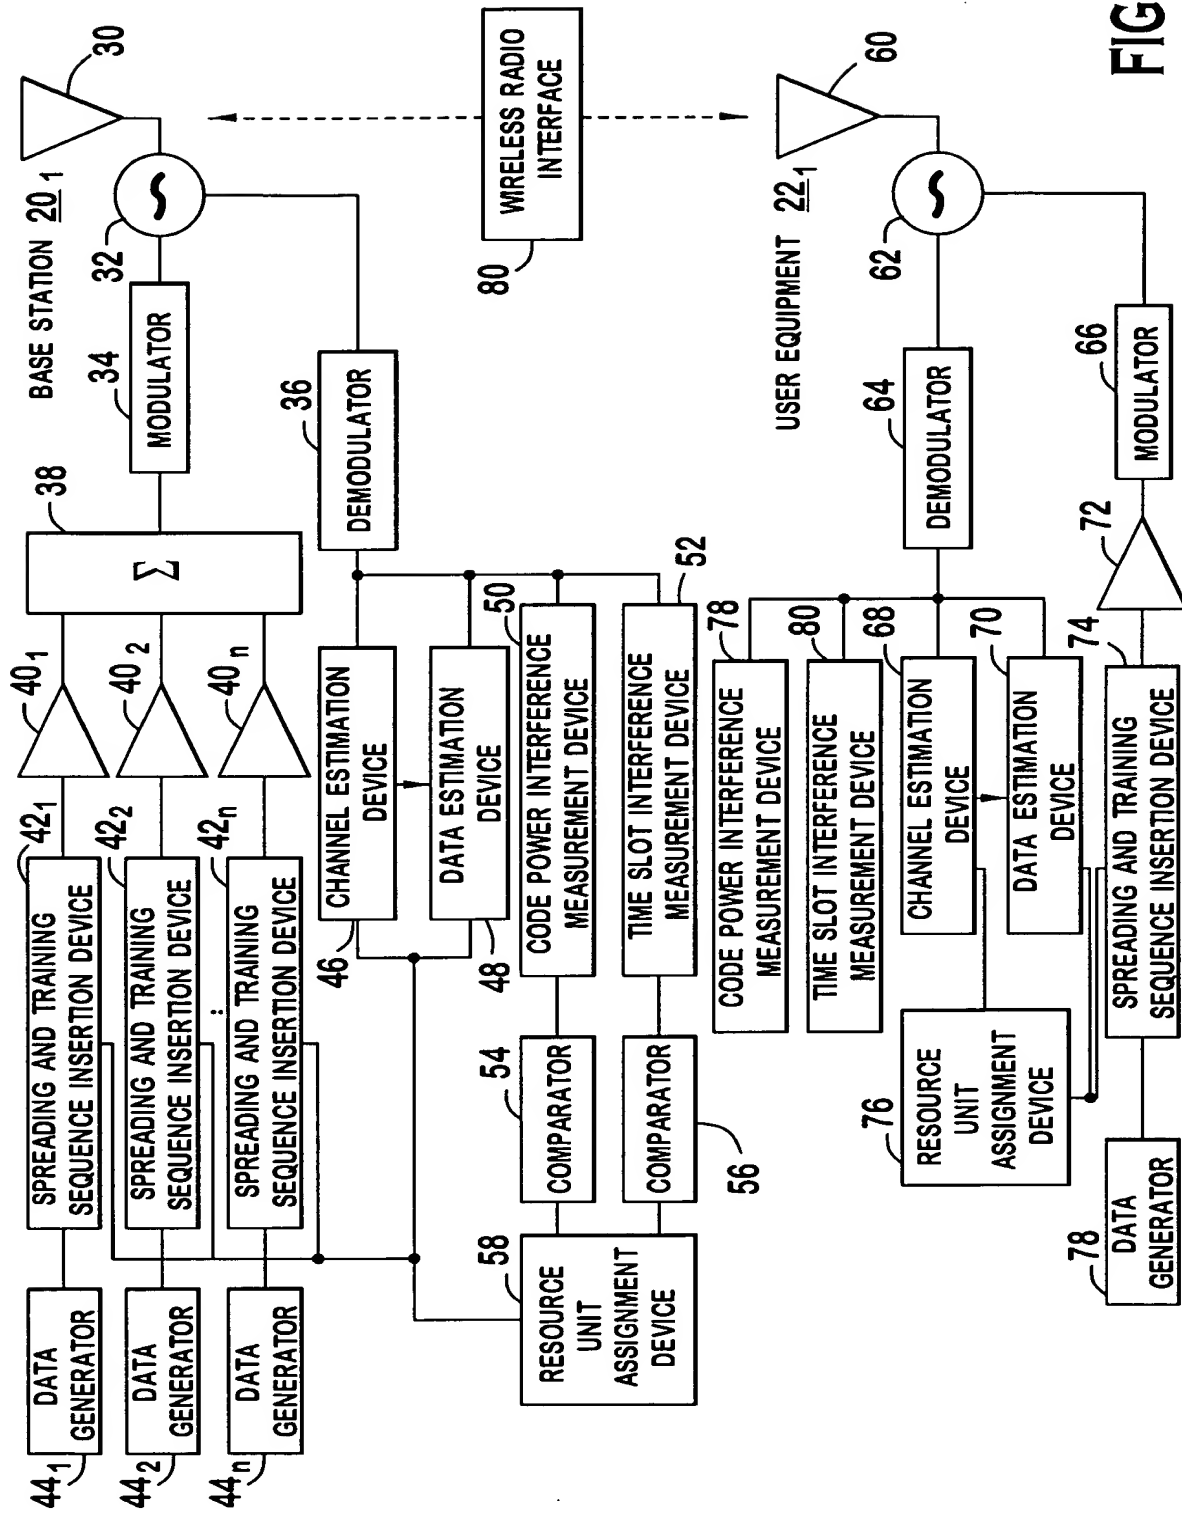 FIG
BASE STATION 20₁
30
32
34
MODULATOR
38
Σ
40₁
40₂
40ₙ
42₁
SPREADING AND TRAINING
SEQUENCE INSERTION DEVICE
42₂
SPREADING AND TRAINING
SEQUENCE INSERTION DEVICE
42ₙ
SPREADING AND TRAINING
SEQUENCE INSERTION DEVICE
DATA
GENERATOR
44₁
DATA
GENERATOR
44₂
DATA
GENERATOR
44ₙ
36
DEMODULATOR
CHANNEL ESTIMATION
DEVICE
46
DATA ESTIMATION
DEVICE
48
50
CODE POWER INTERFERENCE
MEASUREMENT DEVICE
52
TIME SLOT INTERFERENCE
MEASUREMENT DEVICE
54
COMPARATOR
COMPARATOR
56
58
RESOURCE
UNIT
ASSIGNMENT
DEVICE
WIRELESS RADIO
INTERFACE
80
USER EQUIPMENT 22₁
60
62
64
DEMODULATOR
66
MODULATOR
78
CODE POWER INTERFERENCE
MEASUREMENT DEVICE
80
TIME SLOT INTERFERENCE
MEASUREMENT DEVICE
68
CHANNEL ESTIMATION
DEVICE
70
DATA ESTIMATION
DEVICE
72
74
SPREADING AND TRAINING
SEQUENCE INSERTION DEVICE
76
RESOURCE
UNIT
ASSIGNMENT
DEVICE
78
DATA
GENERATOR